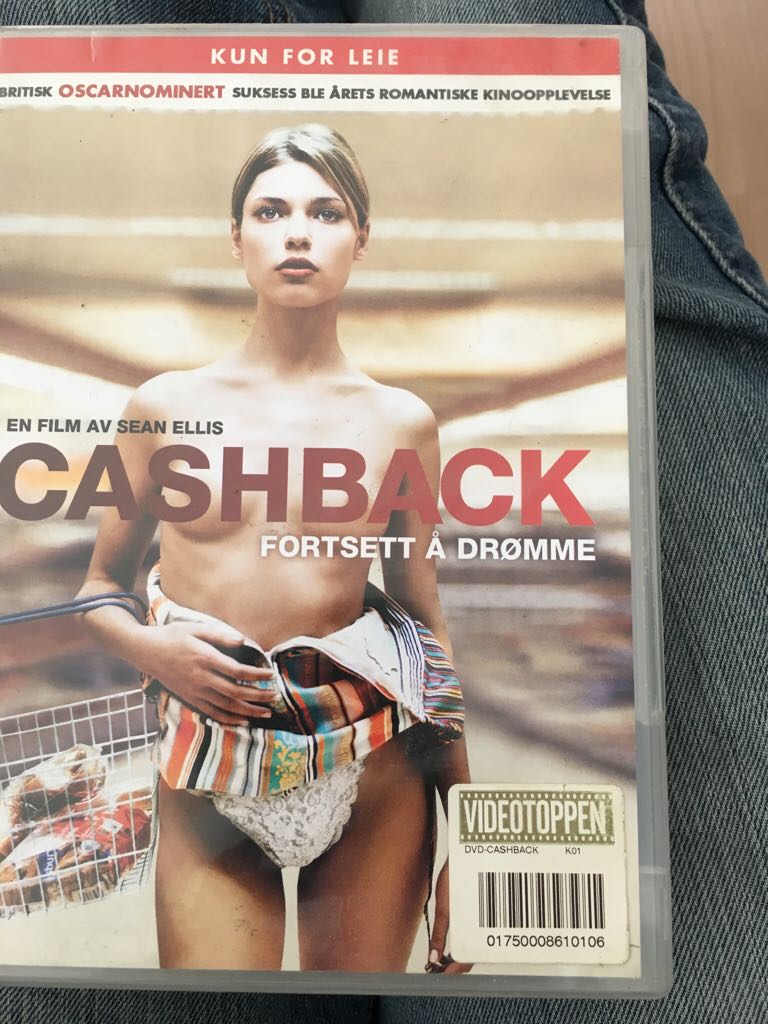 KUN FOR LEIE
BRITISK OSCARNOMINERT SUKSESS BLE ÅRETS ROMANTISKE KINOOPPLEVELSE
EN FILM AV SEAN ELLIS
CASHBACK
FORTSETT Å DRØMME
VIDEOTOPPEN
DVD-CASHBACK K01
01750008610106